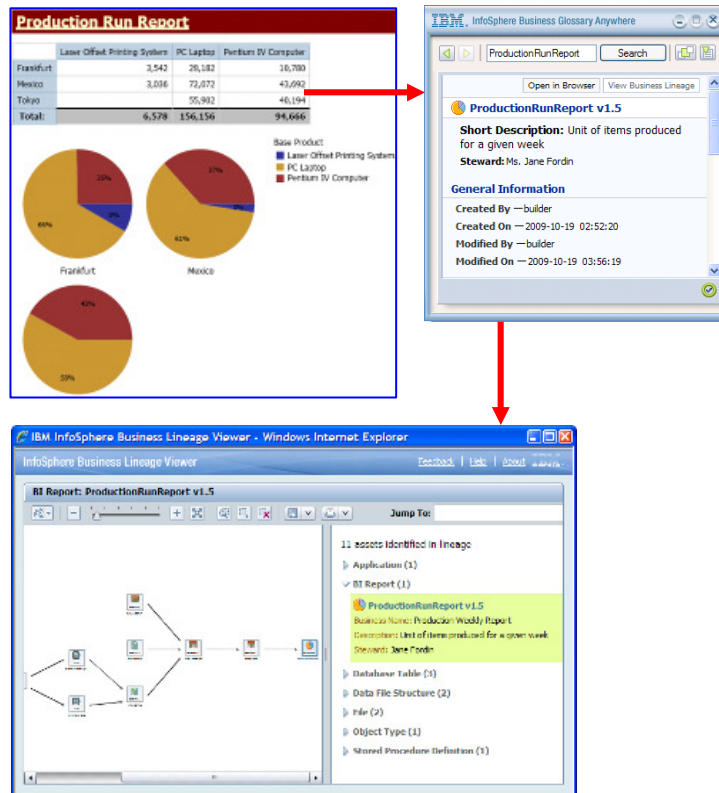 Production Run Report
Laser Offset Printing System PC Laptop Pentium IV Computer
Frankfurt 3,542 28,182 10,780
Mexico 3,036 72,072 43,692
Tokyo 55,902 40,194
Total: 6,578 156,156 94,666
Base Product
Laser Offset Printing System
PC Laptop
Pentium IV Computer
25%
66%
37%
61%
Frankfurt
Mexico
42%
IBM. InfoSphere Business Glossary Anywhere
ProductionRunReport Search
Open in Browser View Business Lineage
ProductionRunReport v1.5
Short Description: Unit of items produced
for a given week
Steward: Ms. Jane Fordin
General Information
Created By —builder
Created On —2009-10-19 02:52:20
Modified By —builder
Modified On —2009-10-19 03:56:19
IBM InfoSphere Business Lineage Viewer - Windows Internet Explorer
InfoSphere Business Lineage Viewer Feedback | Help | About
BI Report: ProductionRunReport v1.5
Jump To:
11 assets identified in lineage
Application (1)
BI Report (1)
ProductionRunReport v1.5
Business Name: Production Weekly Report
Description: Unit of items produced for a given week
Steward: Jane Fordin
Database Table (3)
Data File Structure (2)
File (2)
Object Type (1)
Stored Procedure Definition (1)